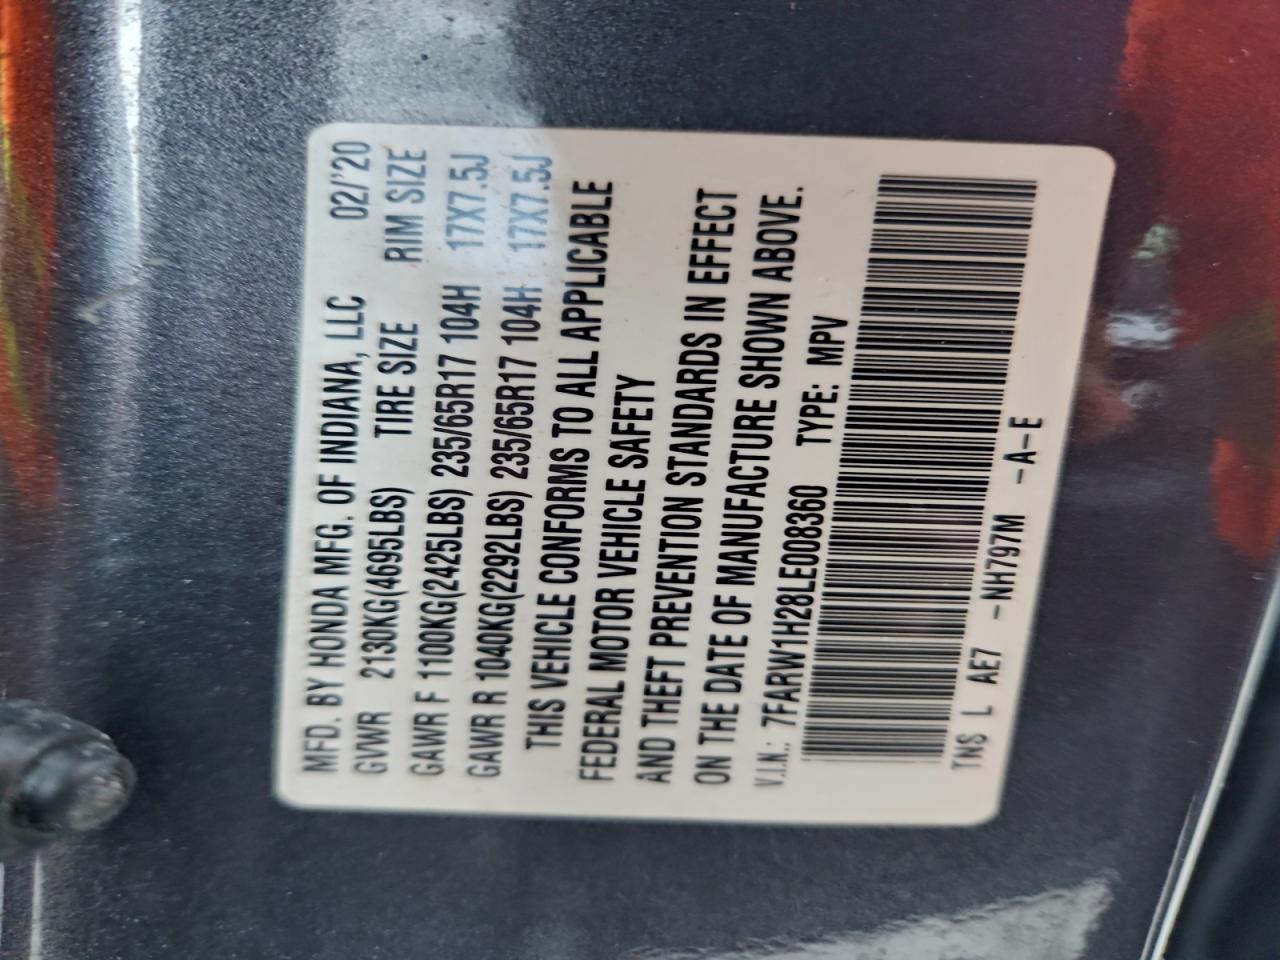 MFD. BY HONDA MFG. OF INDIANA, LLC 02/'20
GVWR 2130KG(4695LBS) TIRE SIZE RIM SIZE
GAWR F 1100KG(2425LBS) 235/65R17 104H 17X7.5J
GAWR R 1040KG(2292LBS) 235/65R17 104H 17X7.5J
THIS VEHICLE CONFORMS TO ALL APPLICABLE
FEDERAL MOTOR VEHICLE SAFETY
AND THEFT PREVENTION STANDARDS IN EFFECT
ON THE DATE OF MANUFACTURE SHOWN ABOVE.
V.I.N.: 7FARW1H28LE008360 TYPE: MPV
TNS L AE7 -NH797M -A-E